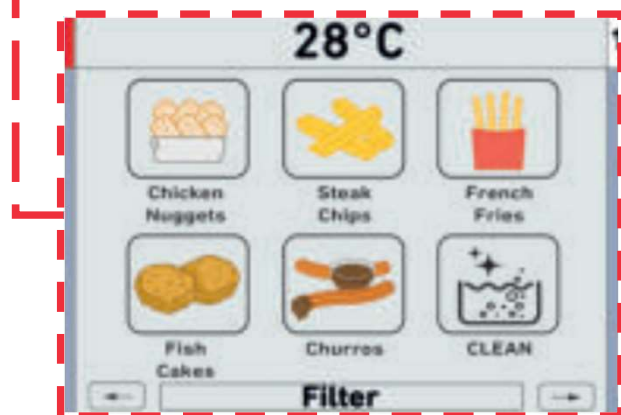 28°C
Chicken
Nuggets
Steak
Chips
French
Fries
Fish
Cakes
Churros
CLEAN
Filter